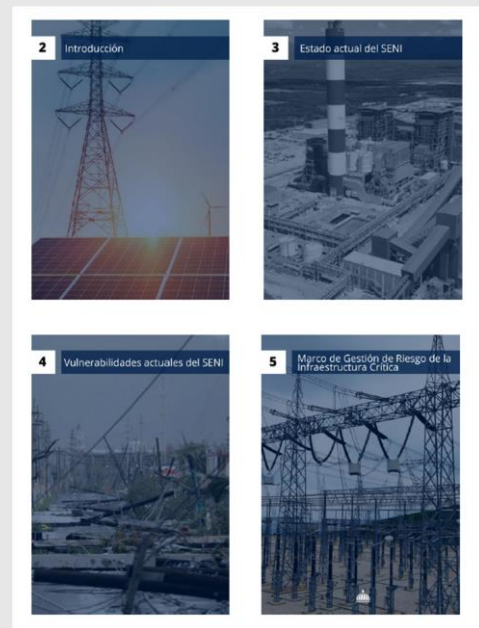 2 Introducción
3 Estado actual del SENI
4 Vulnerabilidades actuales del SENI
5 Marco de Gestión de Riesgo de la
Infraestructura Crítica